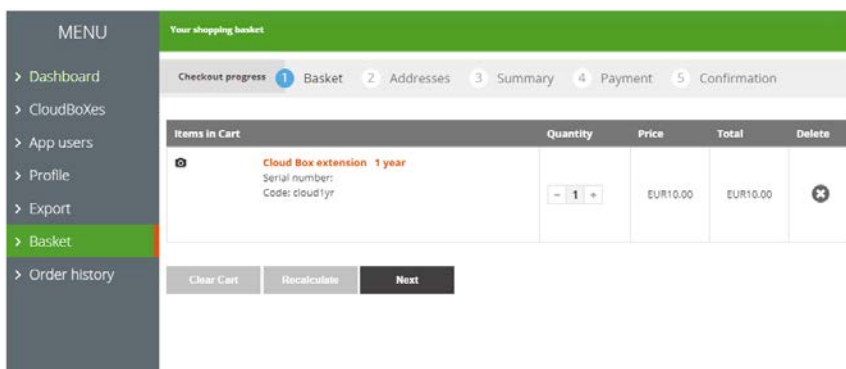 MENU
Dashboard
CloudBoXes
App users
Profile
Export
Basket
Order history
Your shopping basket
Checkout progress 1 Basket 2 Addresses 3 Summary 4 Payment 5 Confirmation
Items in Cart Quantity Price Total Delete
Cloud Box extension 1 year
Serial number:
Code: cloud1yr
- 1 + EUR10.00 EUR10.00
Clear Cart Recalculate Next